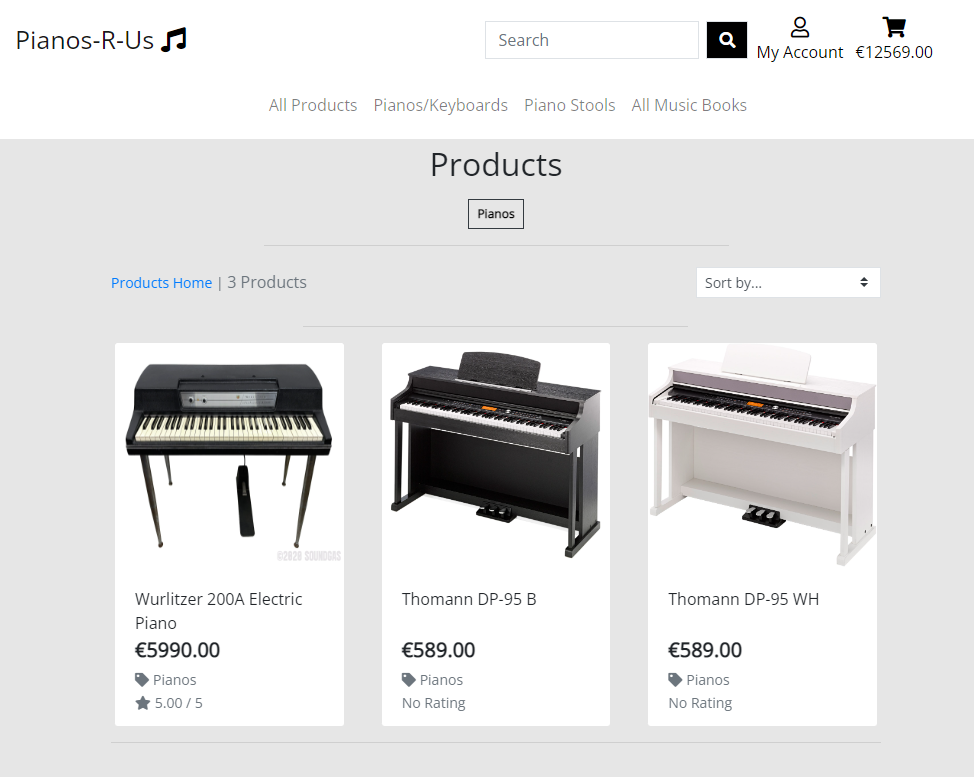 Pianos-R-Us
Search
My Account
€12569.00
All Products
Pianos/Keyboards
Piano Stools
All Music Books
Products
Pianos
Products Home | 3 Products
Sort by...
©2020 SOUNDGAS
Wurlitzer 200A Electric
Piano
€5990.00
Pianos
5.00 / 5
Thomann DP-95 B
€589.00
Pianos
No Rating
Thomann DP-95 WH
€589.00
Pianos
No Rating